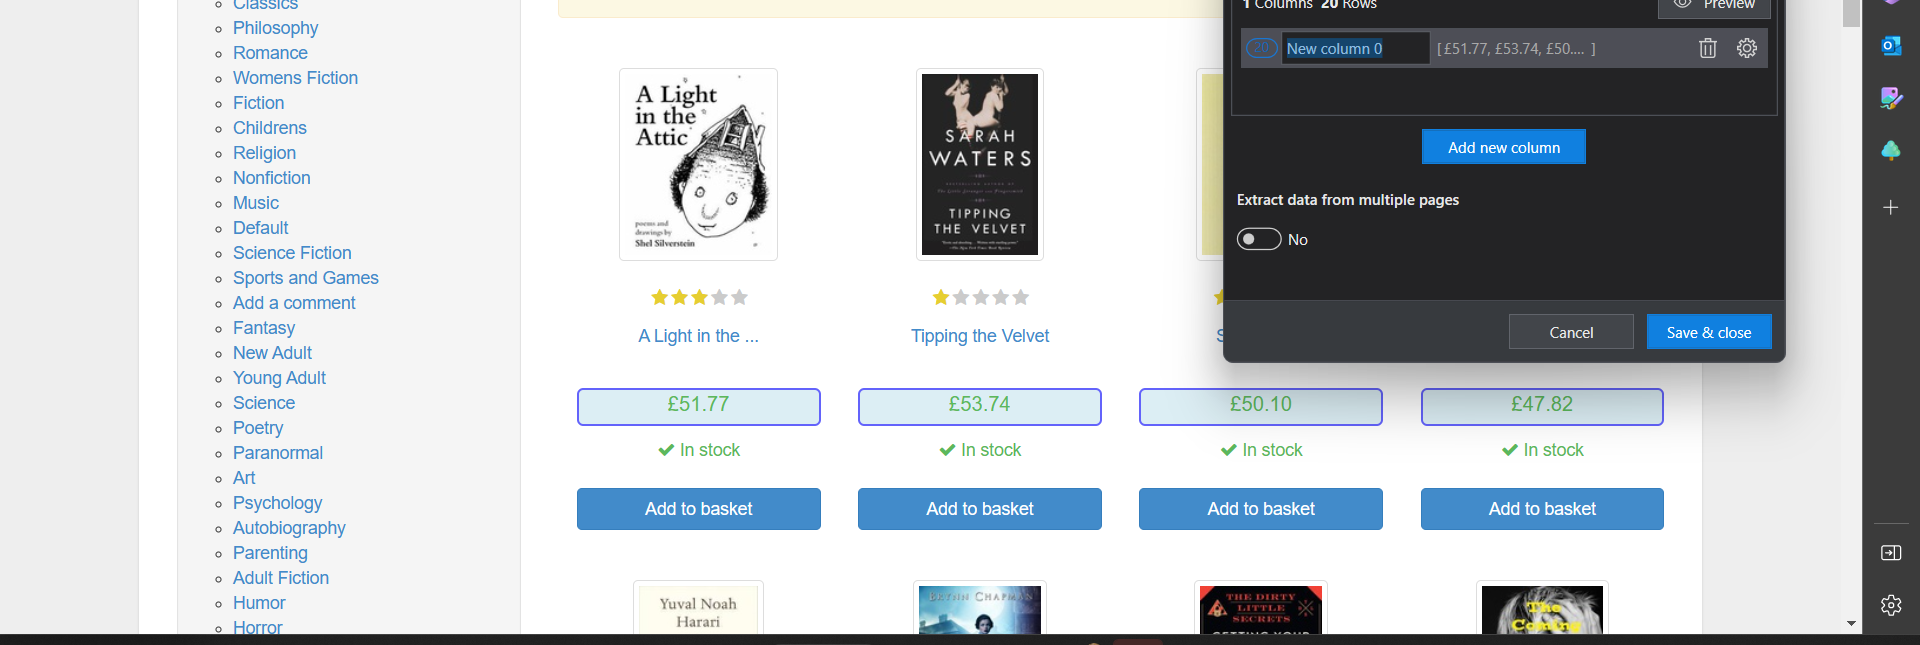 Classics
Philosophy
Romance
Womens Fiction
Fiction
Childrens
Religion
Nonfiction
Music
Default
Science Fiction
Sports and Games
Add a comment
Fantasy
New Adult
Young Adult
Science
Poetry
Paranormal
Art
Psychology
Autobiography
Parenting
Adult Fiction
Humor
Horror
A Light
in the
Attic
poems and
drawings by
Shel Silverstein
SARAH
WATERS
TIPPING
THE VELVET
A Light in the ...
Tipping the Velvet
S
£51.77
£53.74
£50.10
£47.82
In stock
In stock
In stock
In stock
Add to basket
Add to basket
Add to basket
Add to basket
Yuval Noah
Harari
BRYNN CHAPMAN
THE DIRTY
LITTLE
SECRETS
GETTING YOUR
The
Coming
1 Columns 20 Rows
Preview
20
New column 0
[ £51.77, £53.74, £50.... ]
Add new column
Extract data from multiple pages
No
Cancel
Save & close